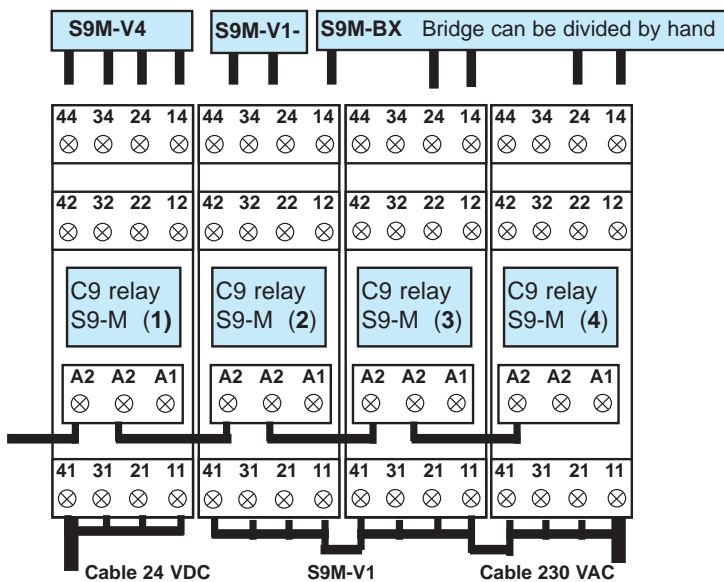 S9M-V4 S9M-V1- S9M-BX Bridge can be divided by hand
44 34 24 14 44 34 24 14 44 34 24 14 44 34 24 14
42 32 22 12 42 32 22 12 42 32 22 12 42 32 22 12
C9 relay C9 relay C9 relay C9 relay
S9-M (1) S9-M (2) S9-M (3) S9-M (4)
A2 A2 A1 A2 A2 A1 A2 A2 A1 A2 A2 A1
41 31 21 11 41 31 21 11 41 31 21 11 41 31 21 11
Cable 24 VDC S9M-V1 Cable 230 VAC